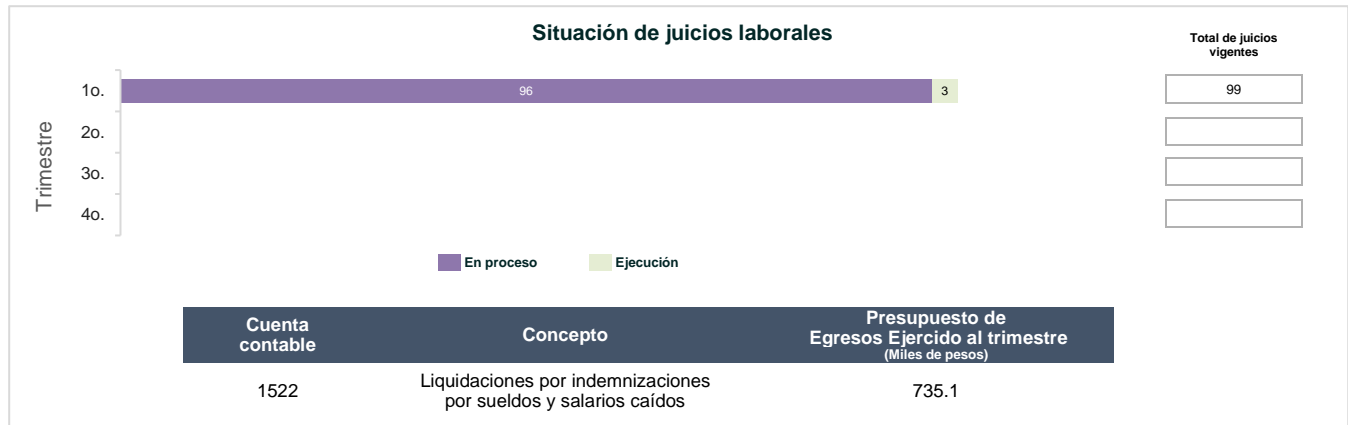 Situación de juicios laborales
Total de juicios
vigentes
Trimestre
1o.
96
3
99
2o.
3o.
4o.
En proceso
Ejecución
Cuenta
contable
Concepto
Presupuesto de
Egresos Ejercido al trimestre
(Miles de pesos)
1522
Liquidaciones por indemnizaciones
por sueldos y salarios caídos
735.1